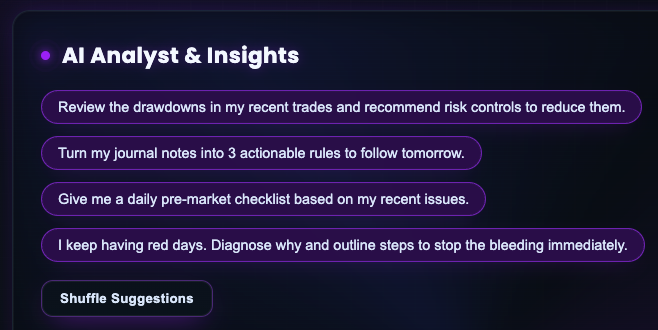 AI Analyst & Insights
Review the drawdowns in my recent trades and recommend risk controls to reduce them.
Turn my journal notes into 3 actionable rules to follow tomorrow.
Give me a daily pre-market checklist based on my recent issues.
I keep having red days. Diagnose why and outline steps to stop the bleeding immediately.
Shuffle Suggestions